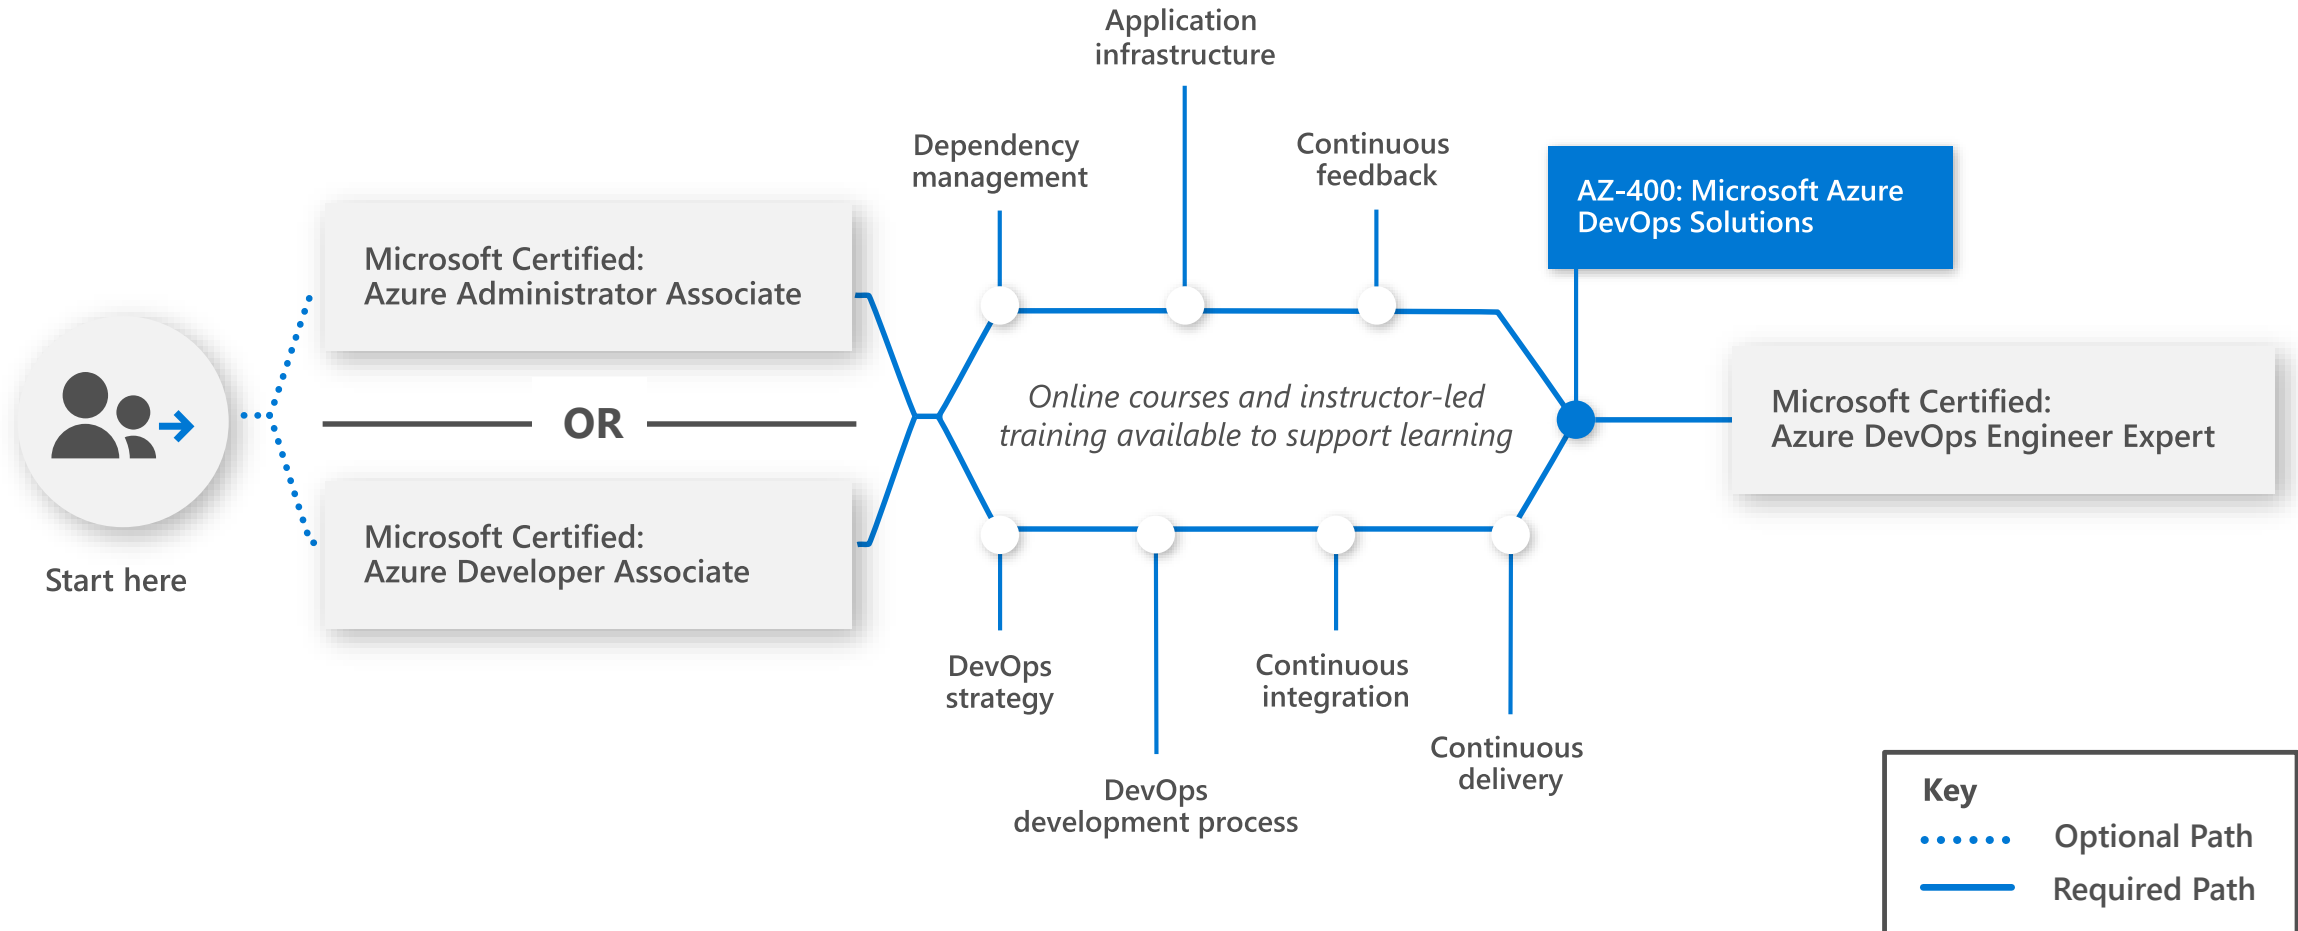 Application
infrastructure
Dependency
management
Continuous
feedback
AZ-400: Microsoft Azure
DevOps Solutions
Microsoft Certified:
Azure Administrator Associate
OR
Microsoft Certified:
Azure Developer Associate
Start here
Online courses and instructor-led
training available to support learning
Microsoft Certified:
Azure DevOps Engineer Expert
DevOps
strategy
DevOps
development process
Continuous
integration
Continuous
delivery
Key
Optional Path
Required Path